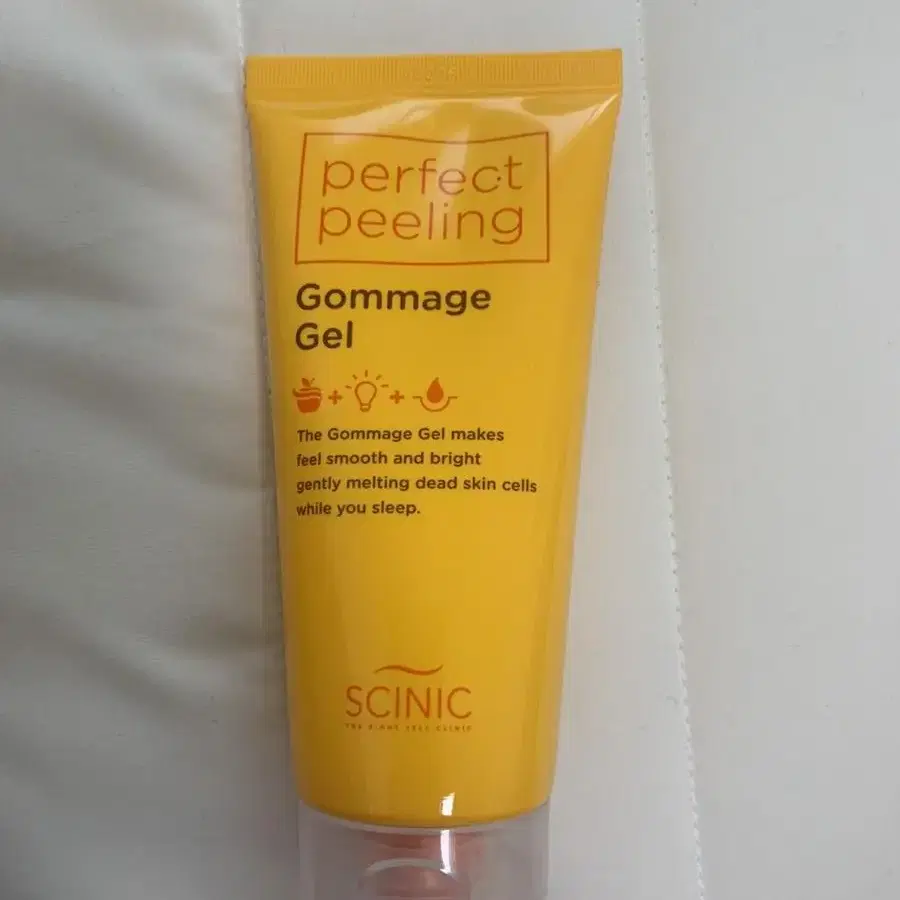 perfect
peeling
Gommage
Gel
The Gommage Gel makes
feel smooth and bright
gently melting dead skin cells
while you sleep.
SCINIC